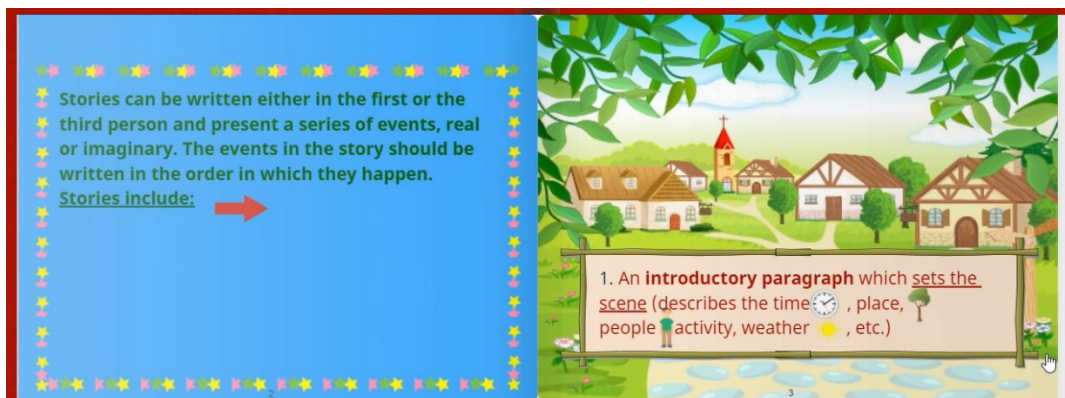 Stories can be written either in the first or the
third person and present a series of events, real
or imaginary. The events in the story should be
written in the order in which they happen.
Stories include:
2
1. An introductory paragraph which sets the
scene (describes the time , place,
people activity, weather , etc.)
3